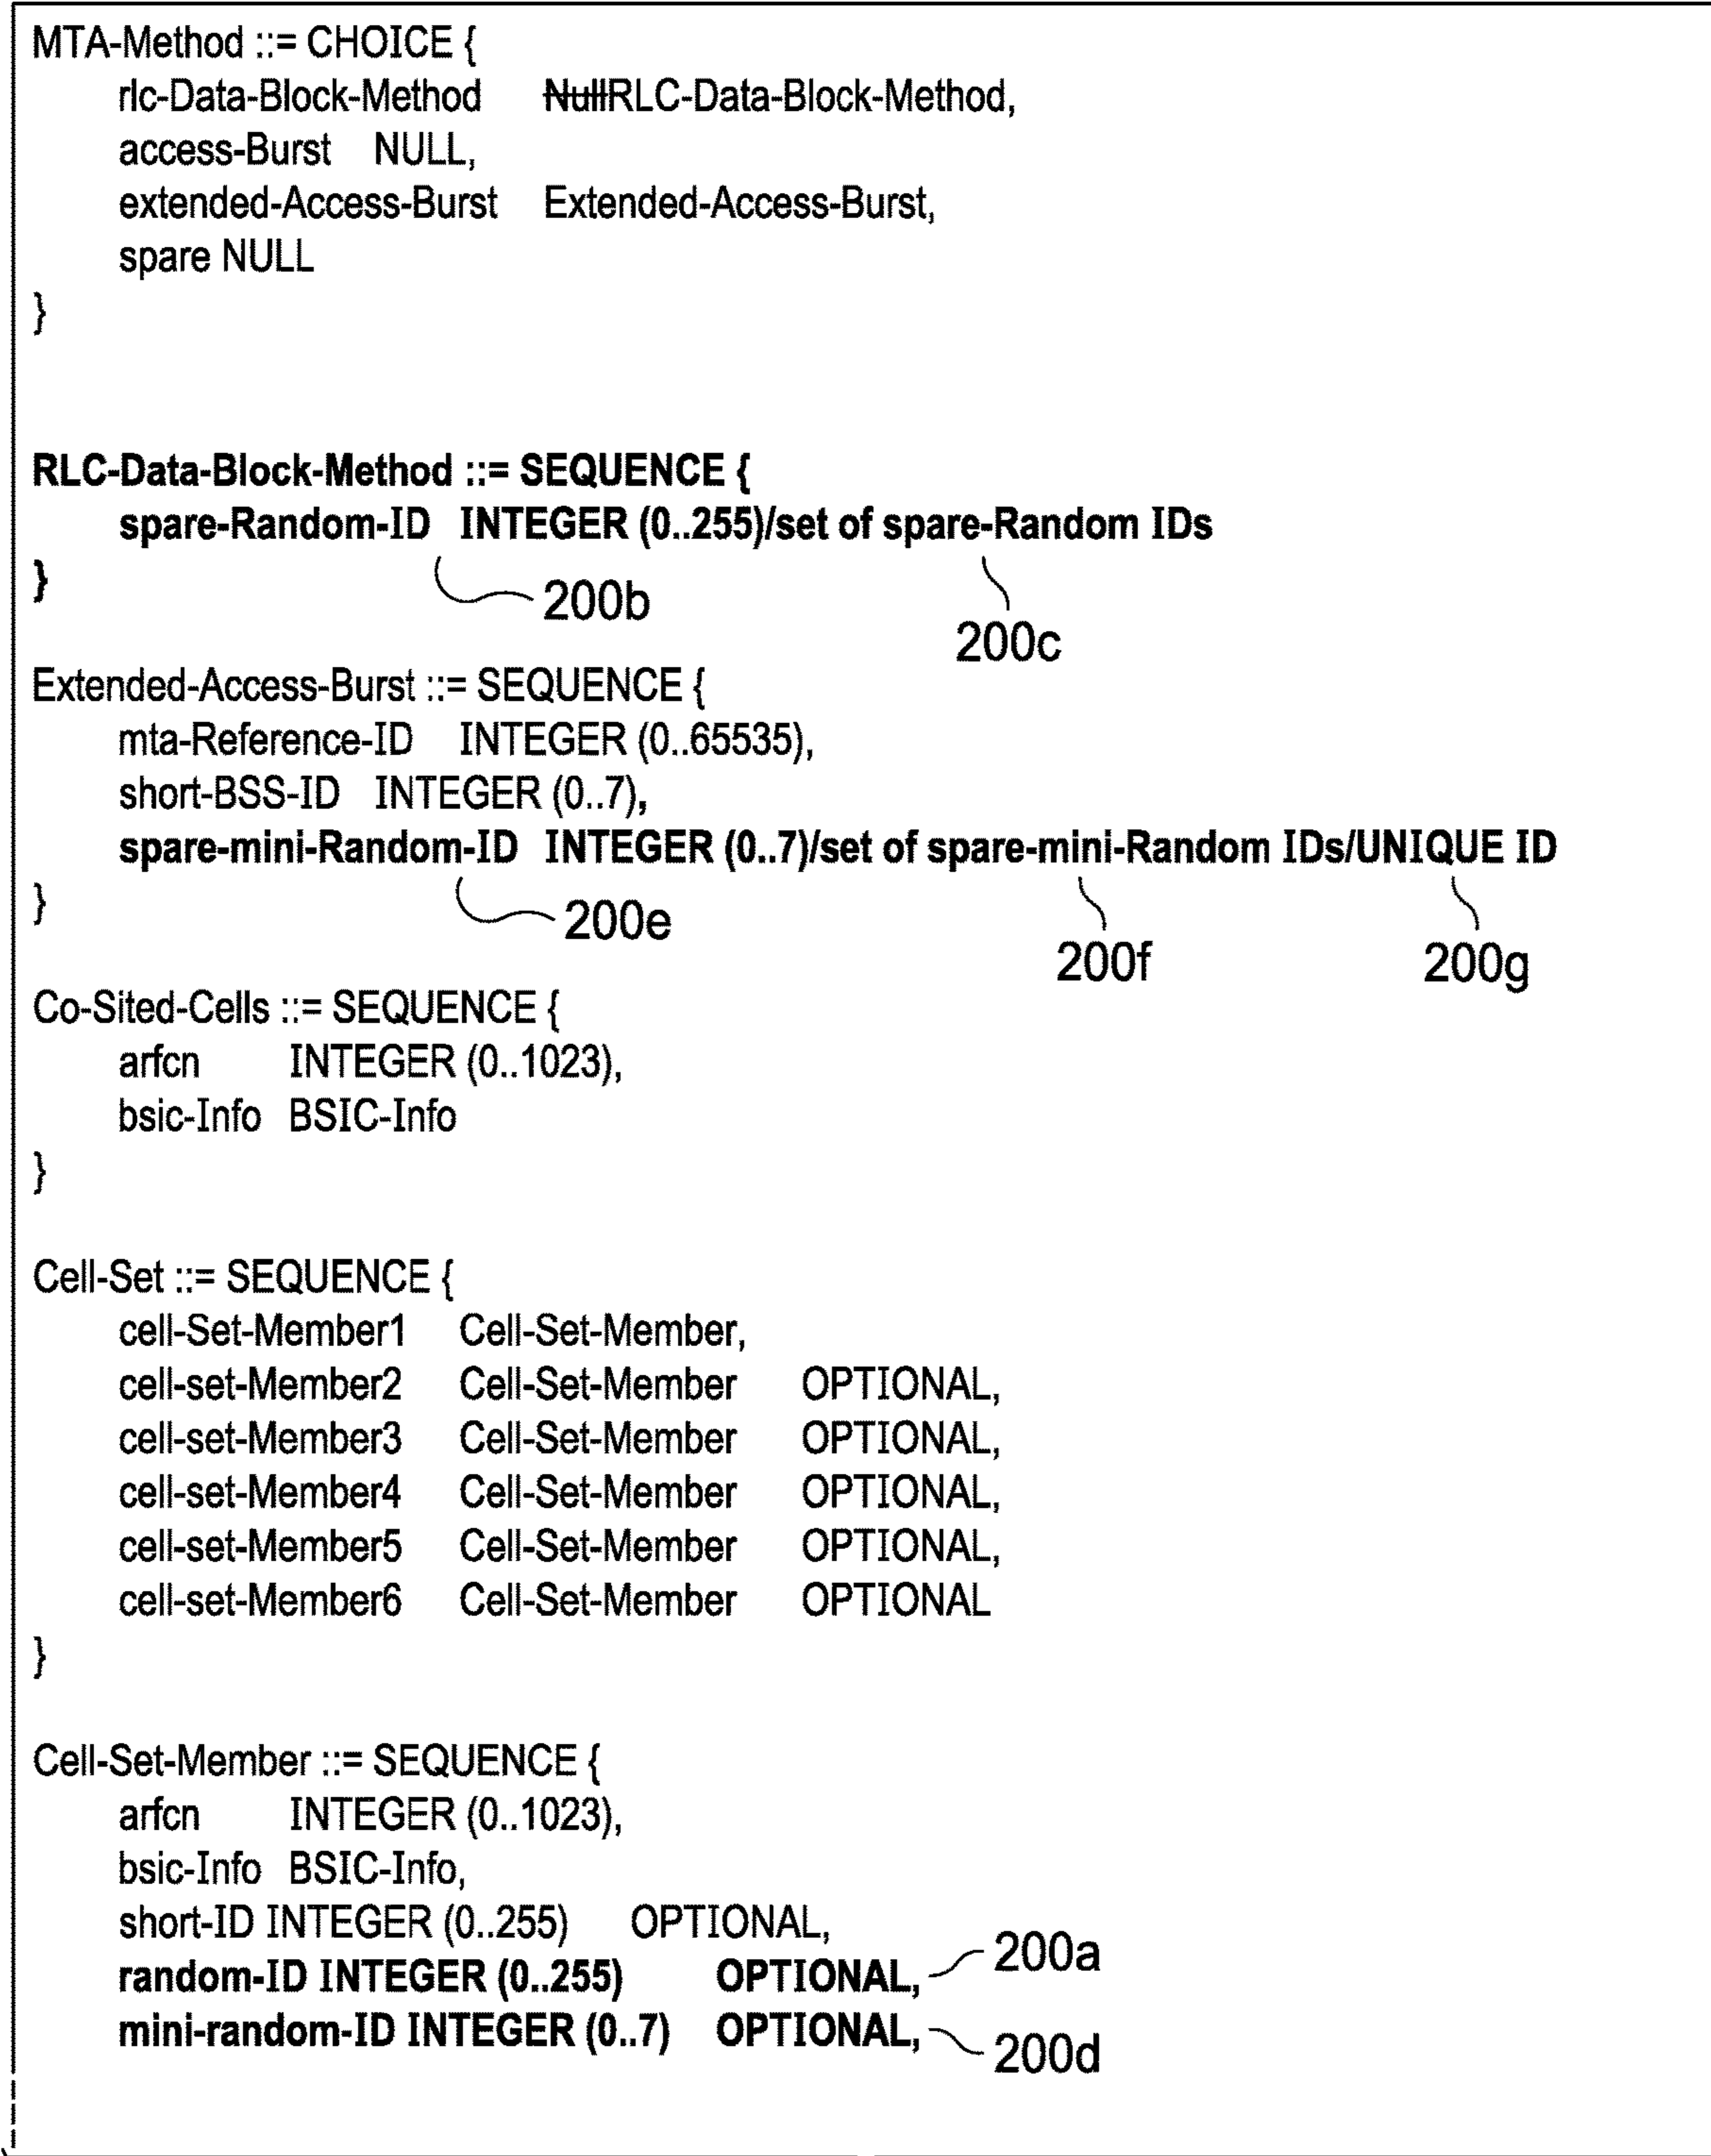 MTA-Method ::= CHOICE {
rlc-Data-Block-Method NullRLC-Data-Block-Method,
access-Burst NULL,
extended-Access-Burst Extended-Access-Burst,
spare NULL
}
RLC-Data-Block-Method ::= SEQUENCE {
spare-Random-ID INTEGER (0..255)/set of spare-Random IDs
}
200b
200c
Extended-Access-Burst ::= SEQUENCE {
mta-Reference-ID INTEGER (0..65535),
short-BSS-ID INTEGER (0..7),
spare-mini-Random-ID INTEGER (0..7)/set of spare-mini-Random IDs/UNIQUE ID
}
200e
200f
200g
Co-Sited-Cells ::= SEQUENCE {
arfcn INTEGER (0..1023),
bsic-Info BSIC-Info
}
Cell-Set ::= SEQUENCE {
cell-Set-Member1 Cell-Set-Member,
cell-set-Member2 Cell-Set-Member OPTIONAL,
cell-set-Member3 Cell-Set-Member OPTIONAL,
cell-set-Member4 Cell-Set-Member OPTIONAL,
cell-set-Member5 Cell-Set-Member OPTIONAL,
cell-set-Member6 Cell-Set-Member OPTIONAL
}
Cell-Set-Member ::= SEQUENCE {
arfcn INTEGER (0..1023),
bsic-Info BSIC-Info,
short-ID INTEGER (0..255) OPTIONAL,
random-ID INTEGER (0..255) OPTIONAL, 200a
mini-random-ID INTEGER (0..7) OPTIONAL, 200d